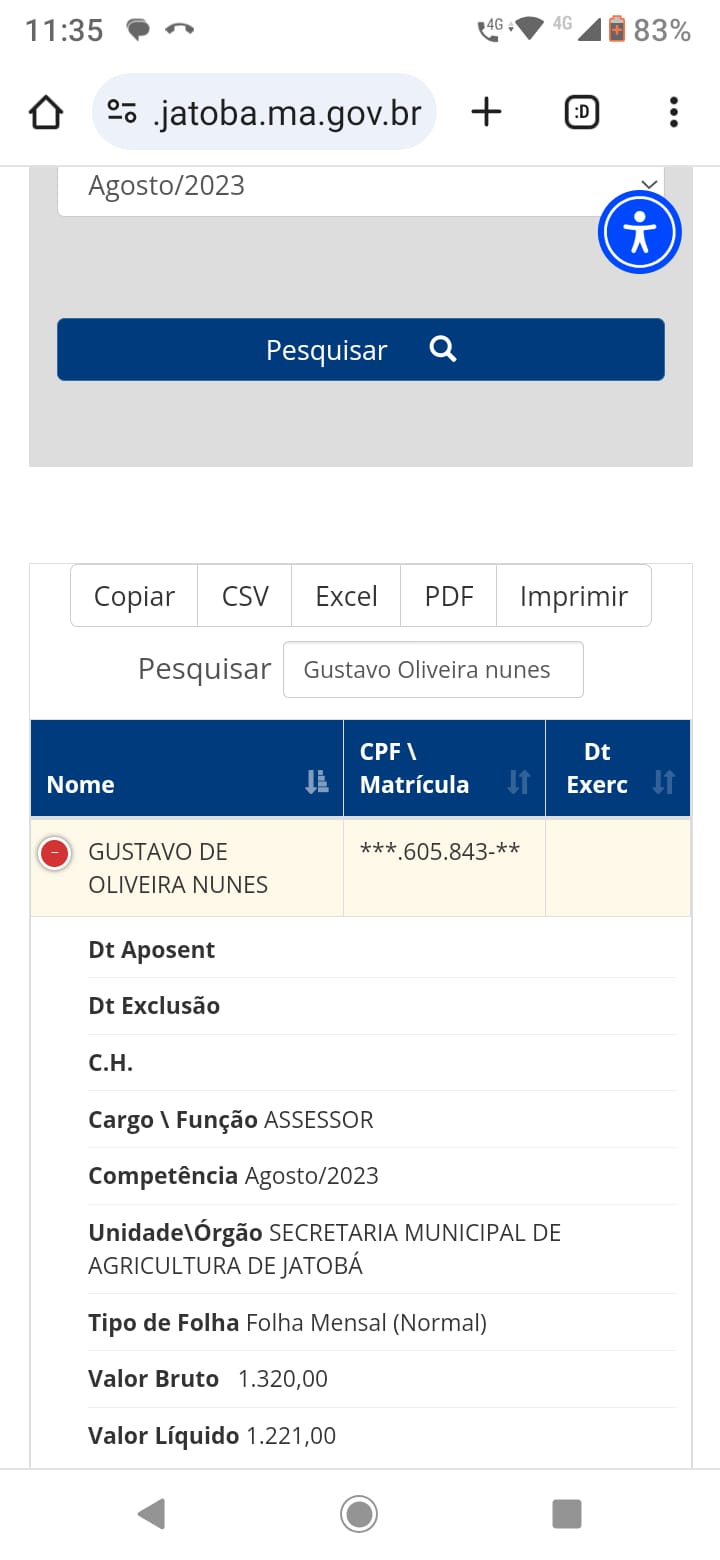 11:35 4G 4G 83%
.jatoba.ma.gov.br :D
Agosto/2023
Pesquisar
Copiar CSV Excel PDF Imprimir
Pesquisar Gustavo Oliveira nunes
Nome CPF \ Matrícula Dt Exerc
GUSTAVO DE ***.605.843-**
OLIVEIRA NUNES
Dt Aposent
Dt Exclusão
C.H.
Cargo \ Função ASSESSOR
Competência Agosto/2023
Unidade\Órgão SECRETARIA MUNICIPAL DE
AGRICULTURA DE JATOBÁ
Tipo de Folha Folha Mensal (Normal)
Valor Bruto 1.320,00
Valor Líquido 1.221,00